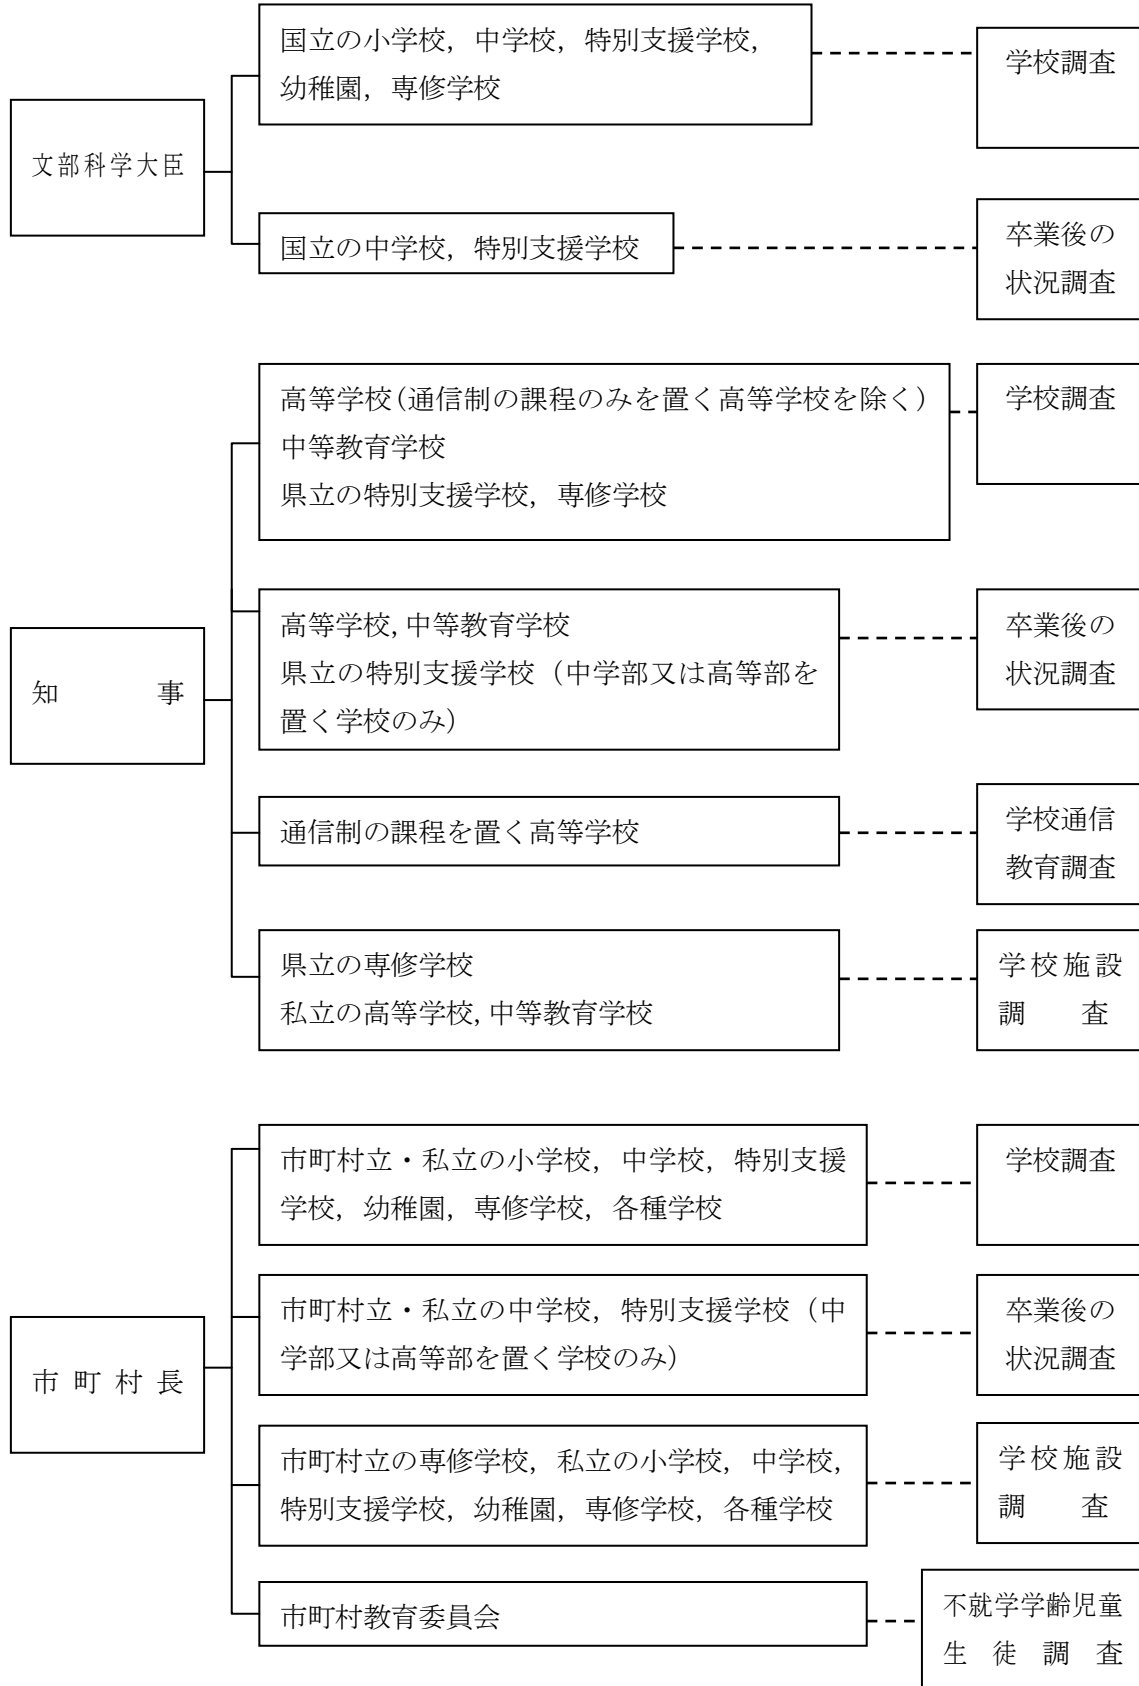 国立の小学校，中学校，特別支援学校，
幼稚園，専修学校
学校調査
文部科学大臣
国立の中学校，特別支援学校
卒業後の
状況調査
高等学校(通信制の課程のみを置く高等学校を除く)
中等教育学校
県立の特別支援学校，専修学校
学校調査
知事
高等学校,中等教育学校
県立の特別支援学校（中学部又は高等部を
置く学校のみ）
卒業後の
状況調査
通信制の課程を置く高等学校
学校通信
教育調査
県立の専修学校
私立の高等学校,中等教育学校
学校施設
調査
市町村立・私立の小学校，中学校，特別支援
学校，幼稚園，専修学校，各種学校
学校調査
市町村長
市町村立・私立の中学校，特別支援学校（中
学部又は高等部を置く学校のみ）
卒業後の
状況調査
市町村立の専修学校，私立の小学校，中学校，
特別支援学校，幼稚園，専修学校，各種学校
学校施設
調査
市町村教育委員会
不就学学齢児童
生徒調査